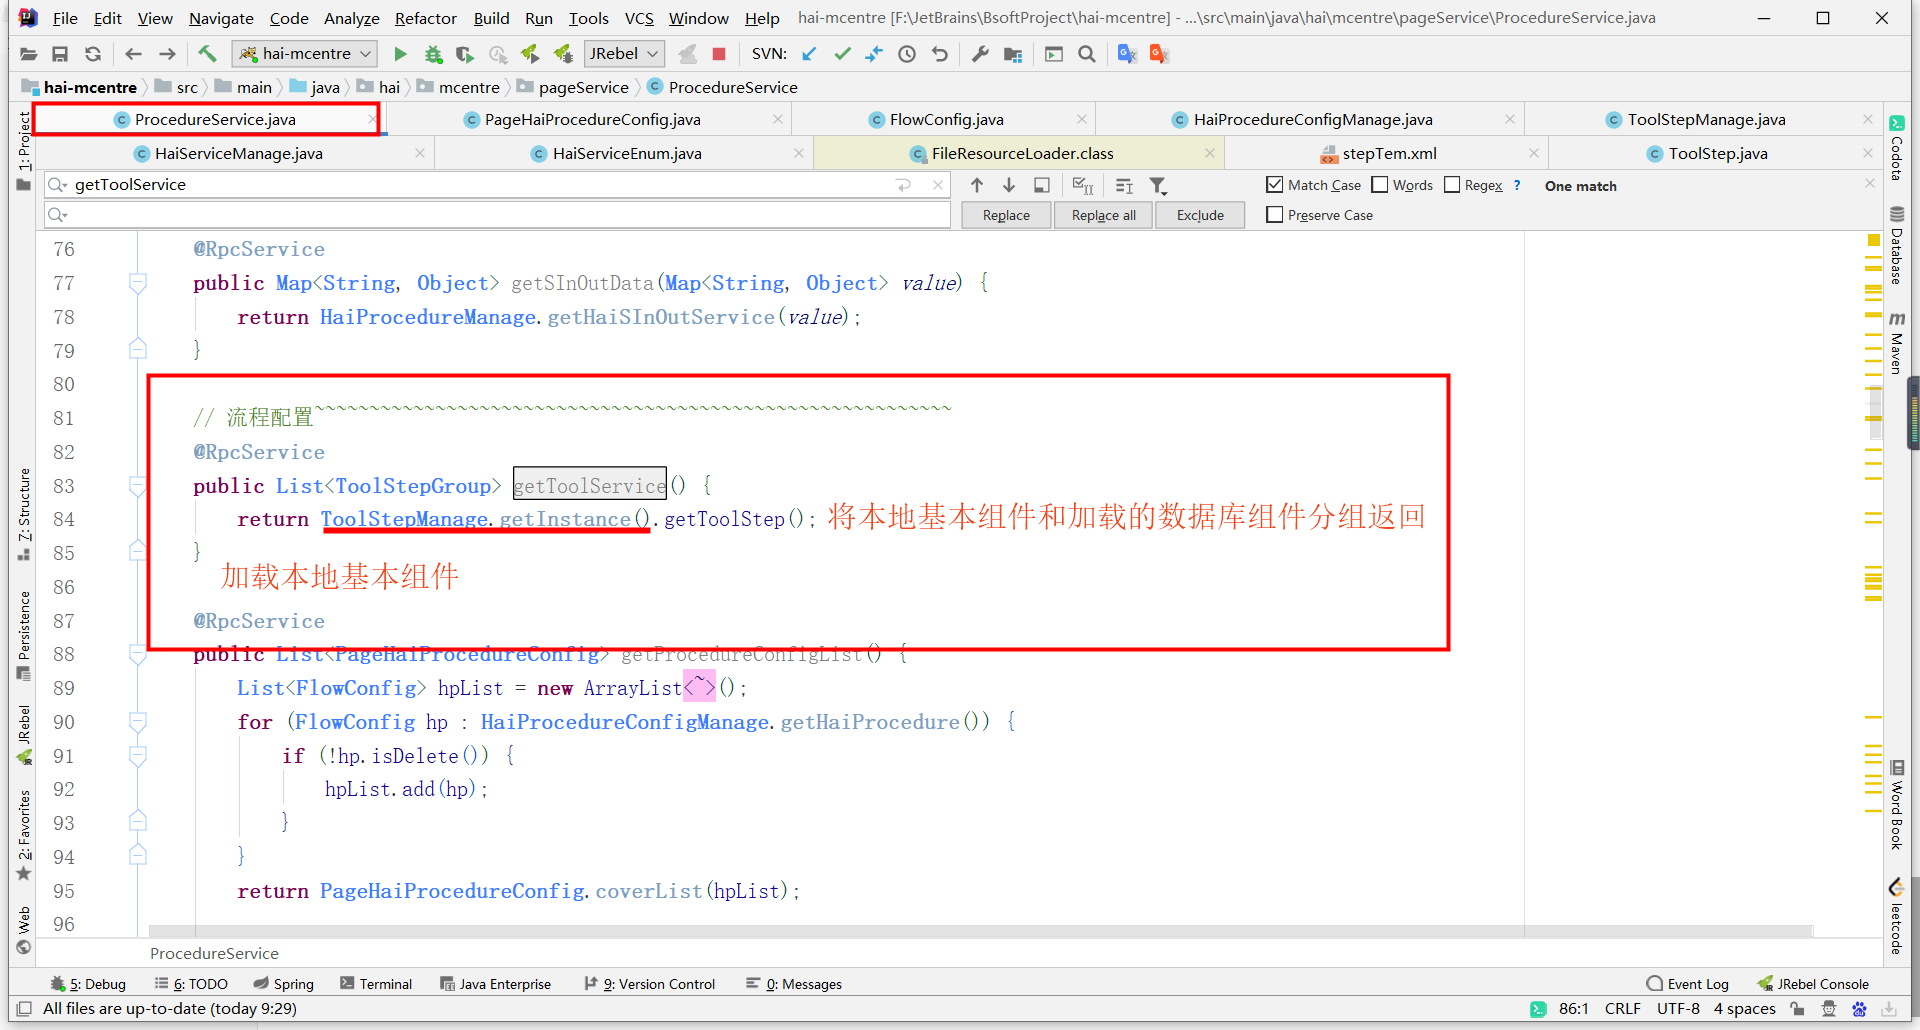 File Edit View Navigate Code Analyze Refactor Build Run Tools VCS Window Help hai-mcentre [F:\JetBrains\BsoftProject\hai-mcentre] - ...\src\main\java\hai\mcentre\pageService\ProcedureService.java
hai-mcentre JRebel SVN:
hai-mcentre src main java hai mcentre pageService ProcedureService
ProcedureService.java PageHaiProcedureConfig.java FlowConfig.java HaiProcedureConfigManage.java ToolStepManage.java
HaiServiceManage.java HaiServiceEnum.java FileResourceLoader.class stepTem.xml ToolStep.java
getToolService Match Case Words Regex ? One match
Replace Replace all Exclude Preserve Case
76 @RpcService
77 public Map<String, Object> getSInOutData(Map<String, Object> value) {
78 return HaiProcedureManage.getHaiSInOutService(value);
79 }
80
81 // 流程配置~~~~~~~~~~~~~~~~~~~~~~~~~~~~~~~~~~~~~~~~~~~~~~~~~~~~~~~~~~
82 @RpcService
83 public List<ToolStepGroup> getToolService() {
84 return ToolStepManage.getInstance().getToolStep(); 将本地基本组件和加载的数据库组件分组返回
85 }
加载本地基本组件
86
87 @RpcService
88 public List<PageHaiProcedureConfig> getProcedureConfigList() {
89 List<FlowConfig> hpList = new ArrayList<~>();
90 for (FlowConfig hp : HaiProcedureConfigManage.getHaiProcedure()) {
91 if (!hp.isDelete()) {
92 hpList.add(hp);
93 }
94 }
95 return PageHaiProcedureConfig.coverList(hpList);
96
ProcedureService
1: Project
Z: Structure
Persistence
JRebel
2: Favorites
Web
Codota
Database
Maven
Word Book
leetcode
5: Debug 6: TODO Spring Terminal Java Enterprise 9: Version Control 0: Messages Event Log JRebel Console
All files are up-to-date (today 9:29) 86:1 CRLF UTF-8 4 spaces